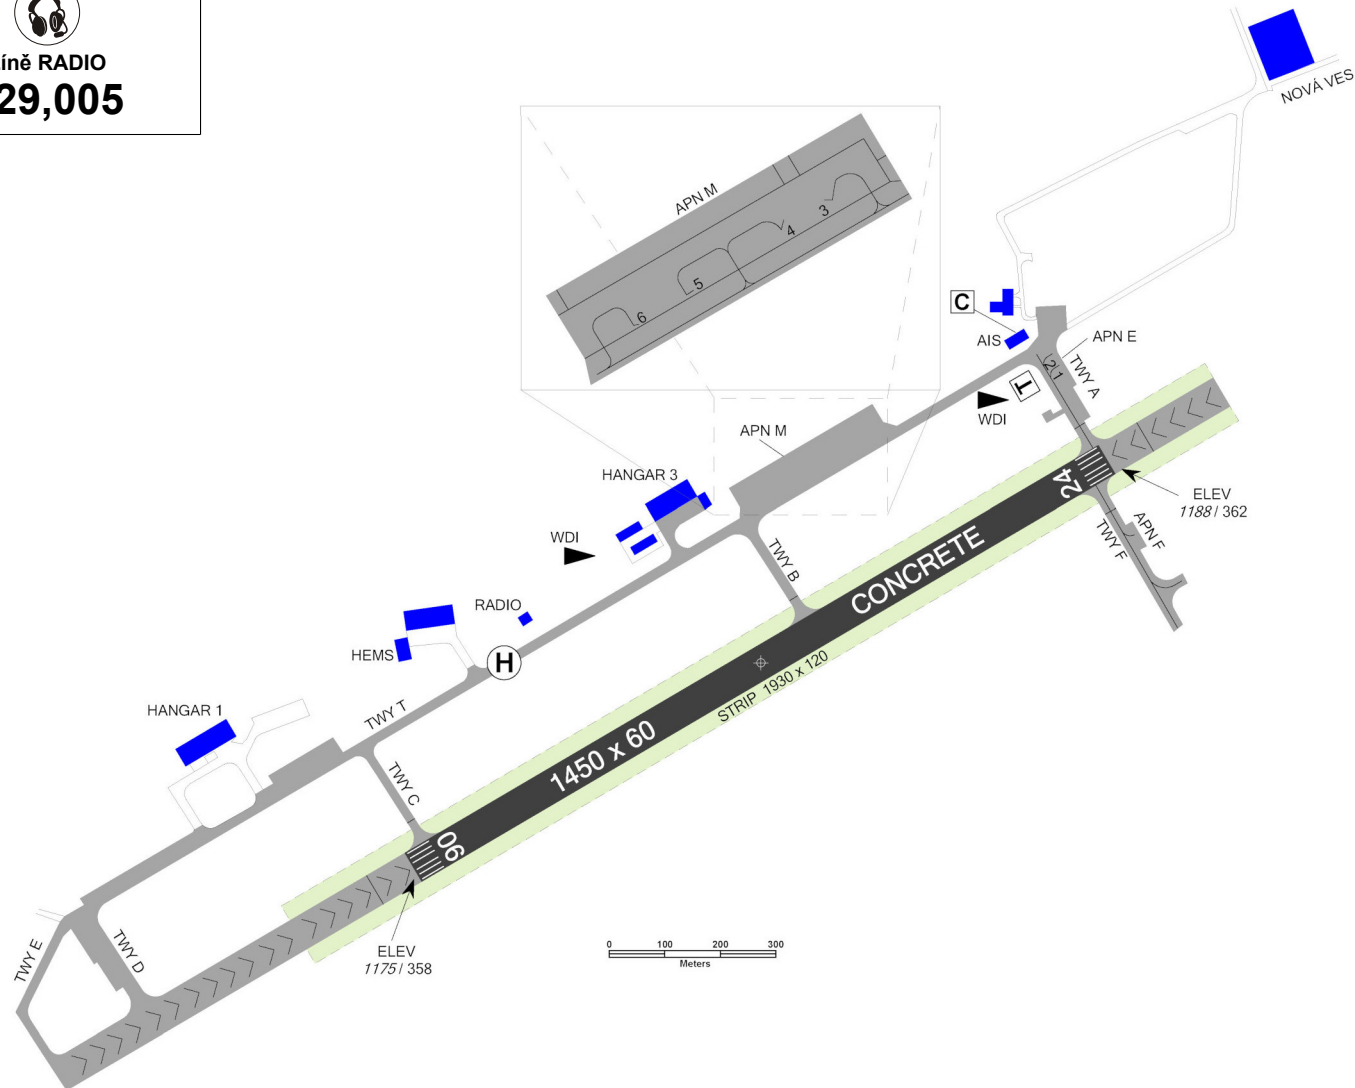 íně RADIO
29,005
NOVÁ VES
APN M
3
4
5
6
C
AIS
APN E
2 1
TWY A
T
WDI
APN M
HANGAR 3
24
ELEV
1188 / 362
WDI
TWY B
CONCRETE
APN F
TWY F
RADIO
HEMS
H
STRIP 1930 x 120
HANGAR 1
TWY T
1450 x 60
TWY C
06
TWY E
TWY D
ELEV
1175 / 358
0 100 200 300
Meters